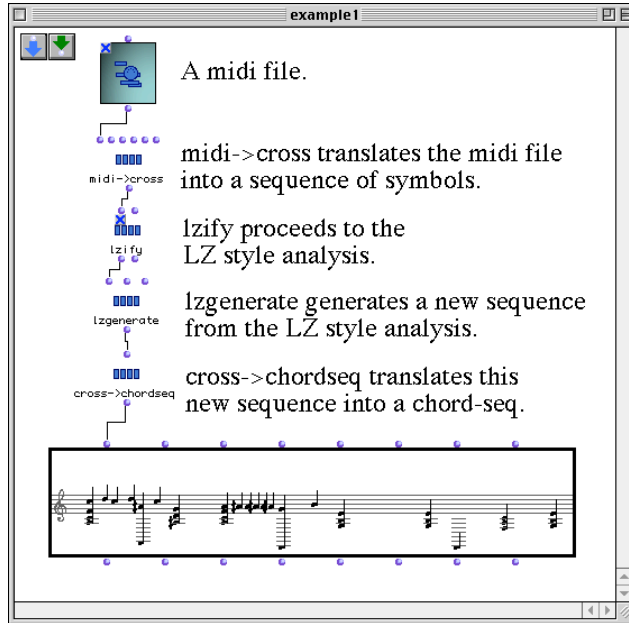 example1
A midi file.
midi->cross translates the midi file
into a sequence of symbols.
midi->cross
lzify proceeds to the
LZ style analysis.
lzify
lzgenerate generates a new sequence
from the LZ style analysis.
lzgenerate
cross->chordseq translates this
new sequence into a chord-seq.
cross->chordseq